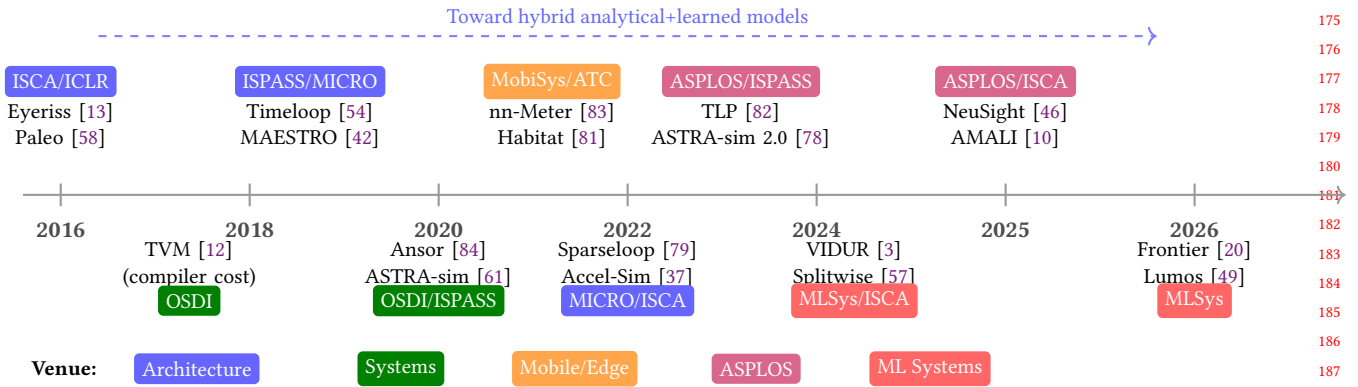 Toward hybrid analytical+learned models
175
176
ISCA/ICLR ISPASS/MICRO MobiSys/ATC ASPLOS/ISPASS ASPLOS/ISCA 177
Eyeriss [13] Timeloop [54] nn-Meter [83] TLP [82] NeuSight [46] 178
Paleo [58] MAESTRO [42] Habitat [81] ASTRA-sim 2.0 [78] AMALI [10] 179
180
181
2016 2018 2020 2022 2024 2025 2026 182
TVM [12] Ansor [84] Sparseloop [79] VIDUR [3] Frontier [20] 183
(compiler cost) ASTRA-sim [61] Accel-Sim [37] Splitwise [57] Lumos [49] 184
OSDI OSDI/ISPASS MICRO/ISCA MLSys/ISCA MLSys 185
186
Venue: Architecture Systems Mobile/Edge ASPLOS ML Systems 187